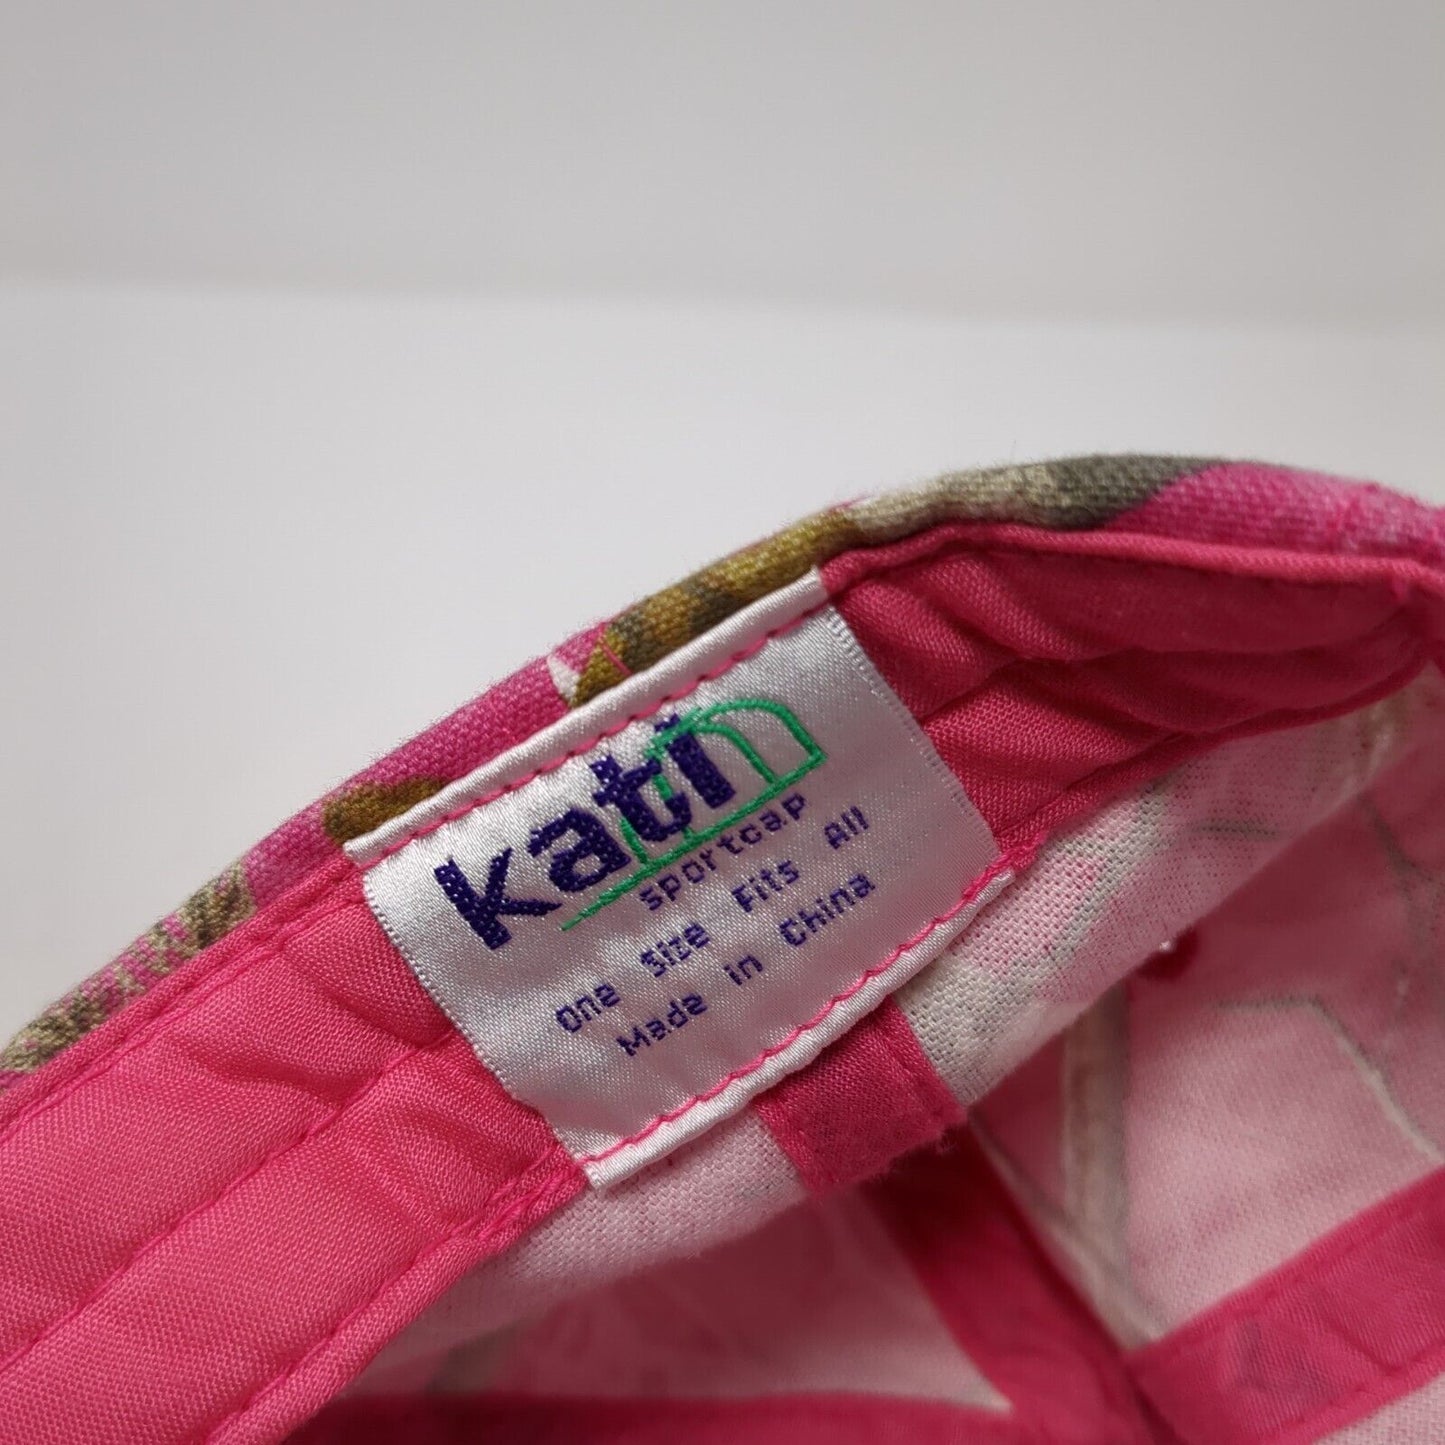 kati
sportcap
One Size Fits All
Made in China